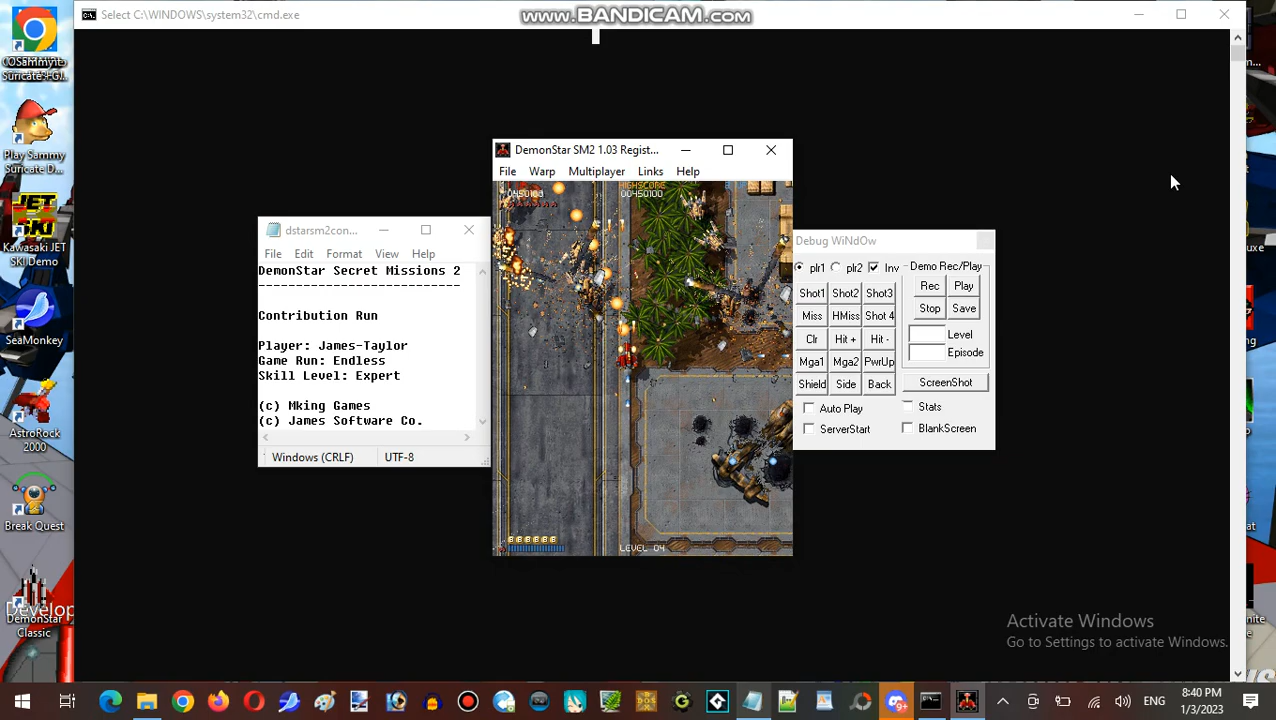 Select C:\WINDOWS\system32\cmd.exe
www.BANDICAM.com
Play Sammy
Suricate D...
Kawasaki JET
SKI Demo
SeaMonkey
AstroRock
2000
Break Quest
Develop
DemonStar
Classic
dstarsm2con...
File Edit Format View Help
DemonStar Secret Missions 2
---------------------------
Contribution Run
Player: James-Taylor
Game Run: Endless
Skill Level: Expert
(c) Mking Games
(c) James Software Co.
Windows (CRLF) UTF-8
DemonStar SM2 1.03 Regist...
File Warp Multiplayer Links Help
HIGHSCORE
00450100
LEVEL 04
Debug WiNdOw
plr1 plr2 Inv
Demo Rec/Play
Shot1 Shot2 Shot3 Rec Play
Miss HMiss Shot 4 Stop Save
Clr Hit + Hit - Level
Mga1 Mga2 PwrUp Episode
Shield Side Back ScreenShot
Auto Play Stats
ServerStart BlankScreen
Activate Windows
Go to Settings to activate Windows.
ENG
8:40 PM
1/3/2023